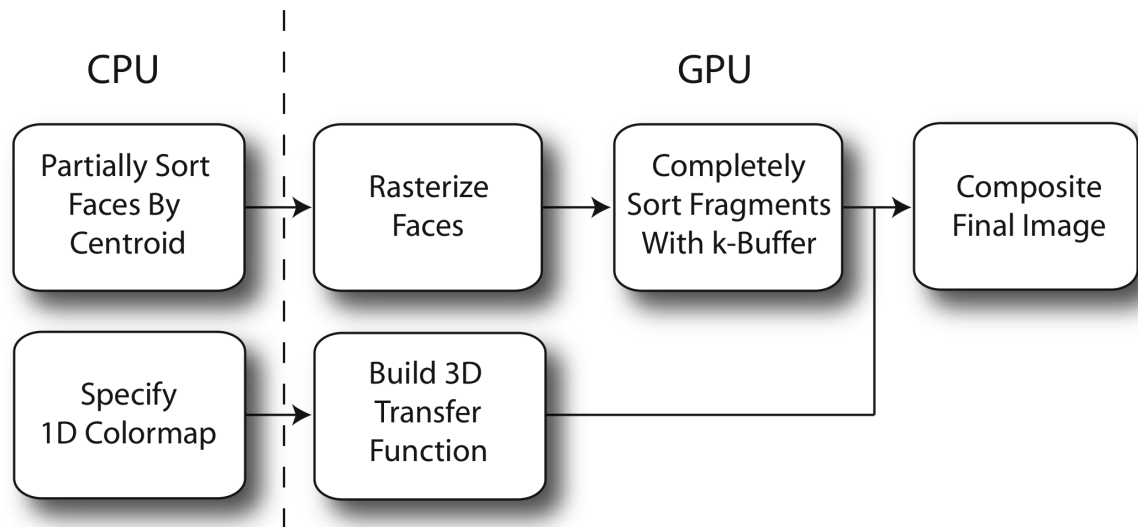 CPU
GPU
Partially Sort
Faces By
Centroid
Rasterize
Faces
Completely
Sort Fragments
With k-Buffer
Composite
Final Image
Specify
1D Colormap
Build 3D
Transfer
Function